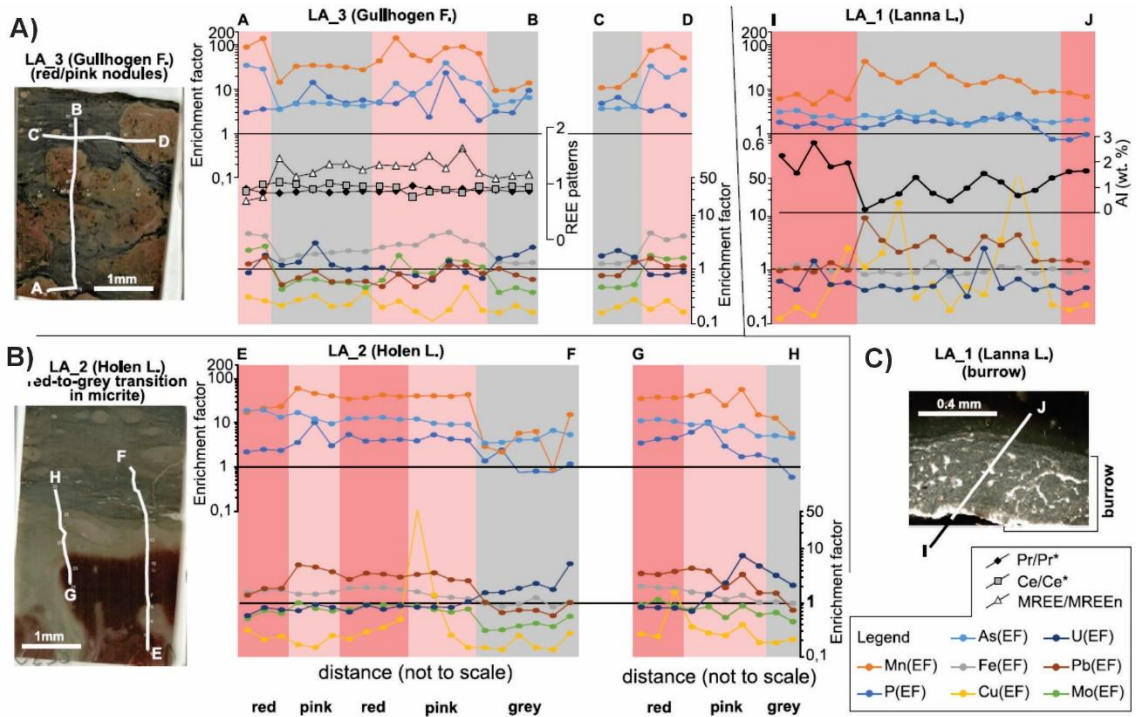 A)
LA_3 (Gullhogen F.)
(red/pink nodules)
B
C
D
A
1mm
A LA_3 (Gullhogen F.) B
C D
I LA_1 (Lanna L.) J
Enrichment factor
200
100
10
1
0,1
2
1
0
REE patterns
50
10
1
0,1
Enrichment factor
Enrichment factor
200
100
10
1
0.6
50
10
1
0,1
3
2
1
0
Al (wt. %)
B)
LA_2 (Holen L.)
red-to-grey transition
in micrite)
H
F
G
E
1mm
E LA_2 (Holen L.) F
G H
Enrichment factor
200
100
10
1
0,1
50
10
1
0,1
Enrichment factor
distance (not to scale)
distance (not to scale)
red pink red pink grey
red pink grey
C)
LA_1 (Lanna L.)
(burrow)
0.4 mm
J
I
burrow
Pr/Pr*
Ce/Ce*
MREE/MREEn
Legend As(EF) U(EF)
Mn(EF) Fe(EF) Pb(EF)
P(EF) Cu(EF) Mo(EF)